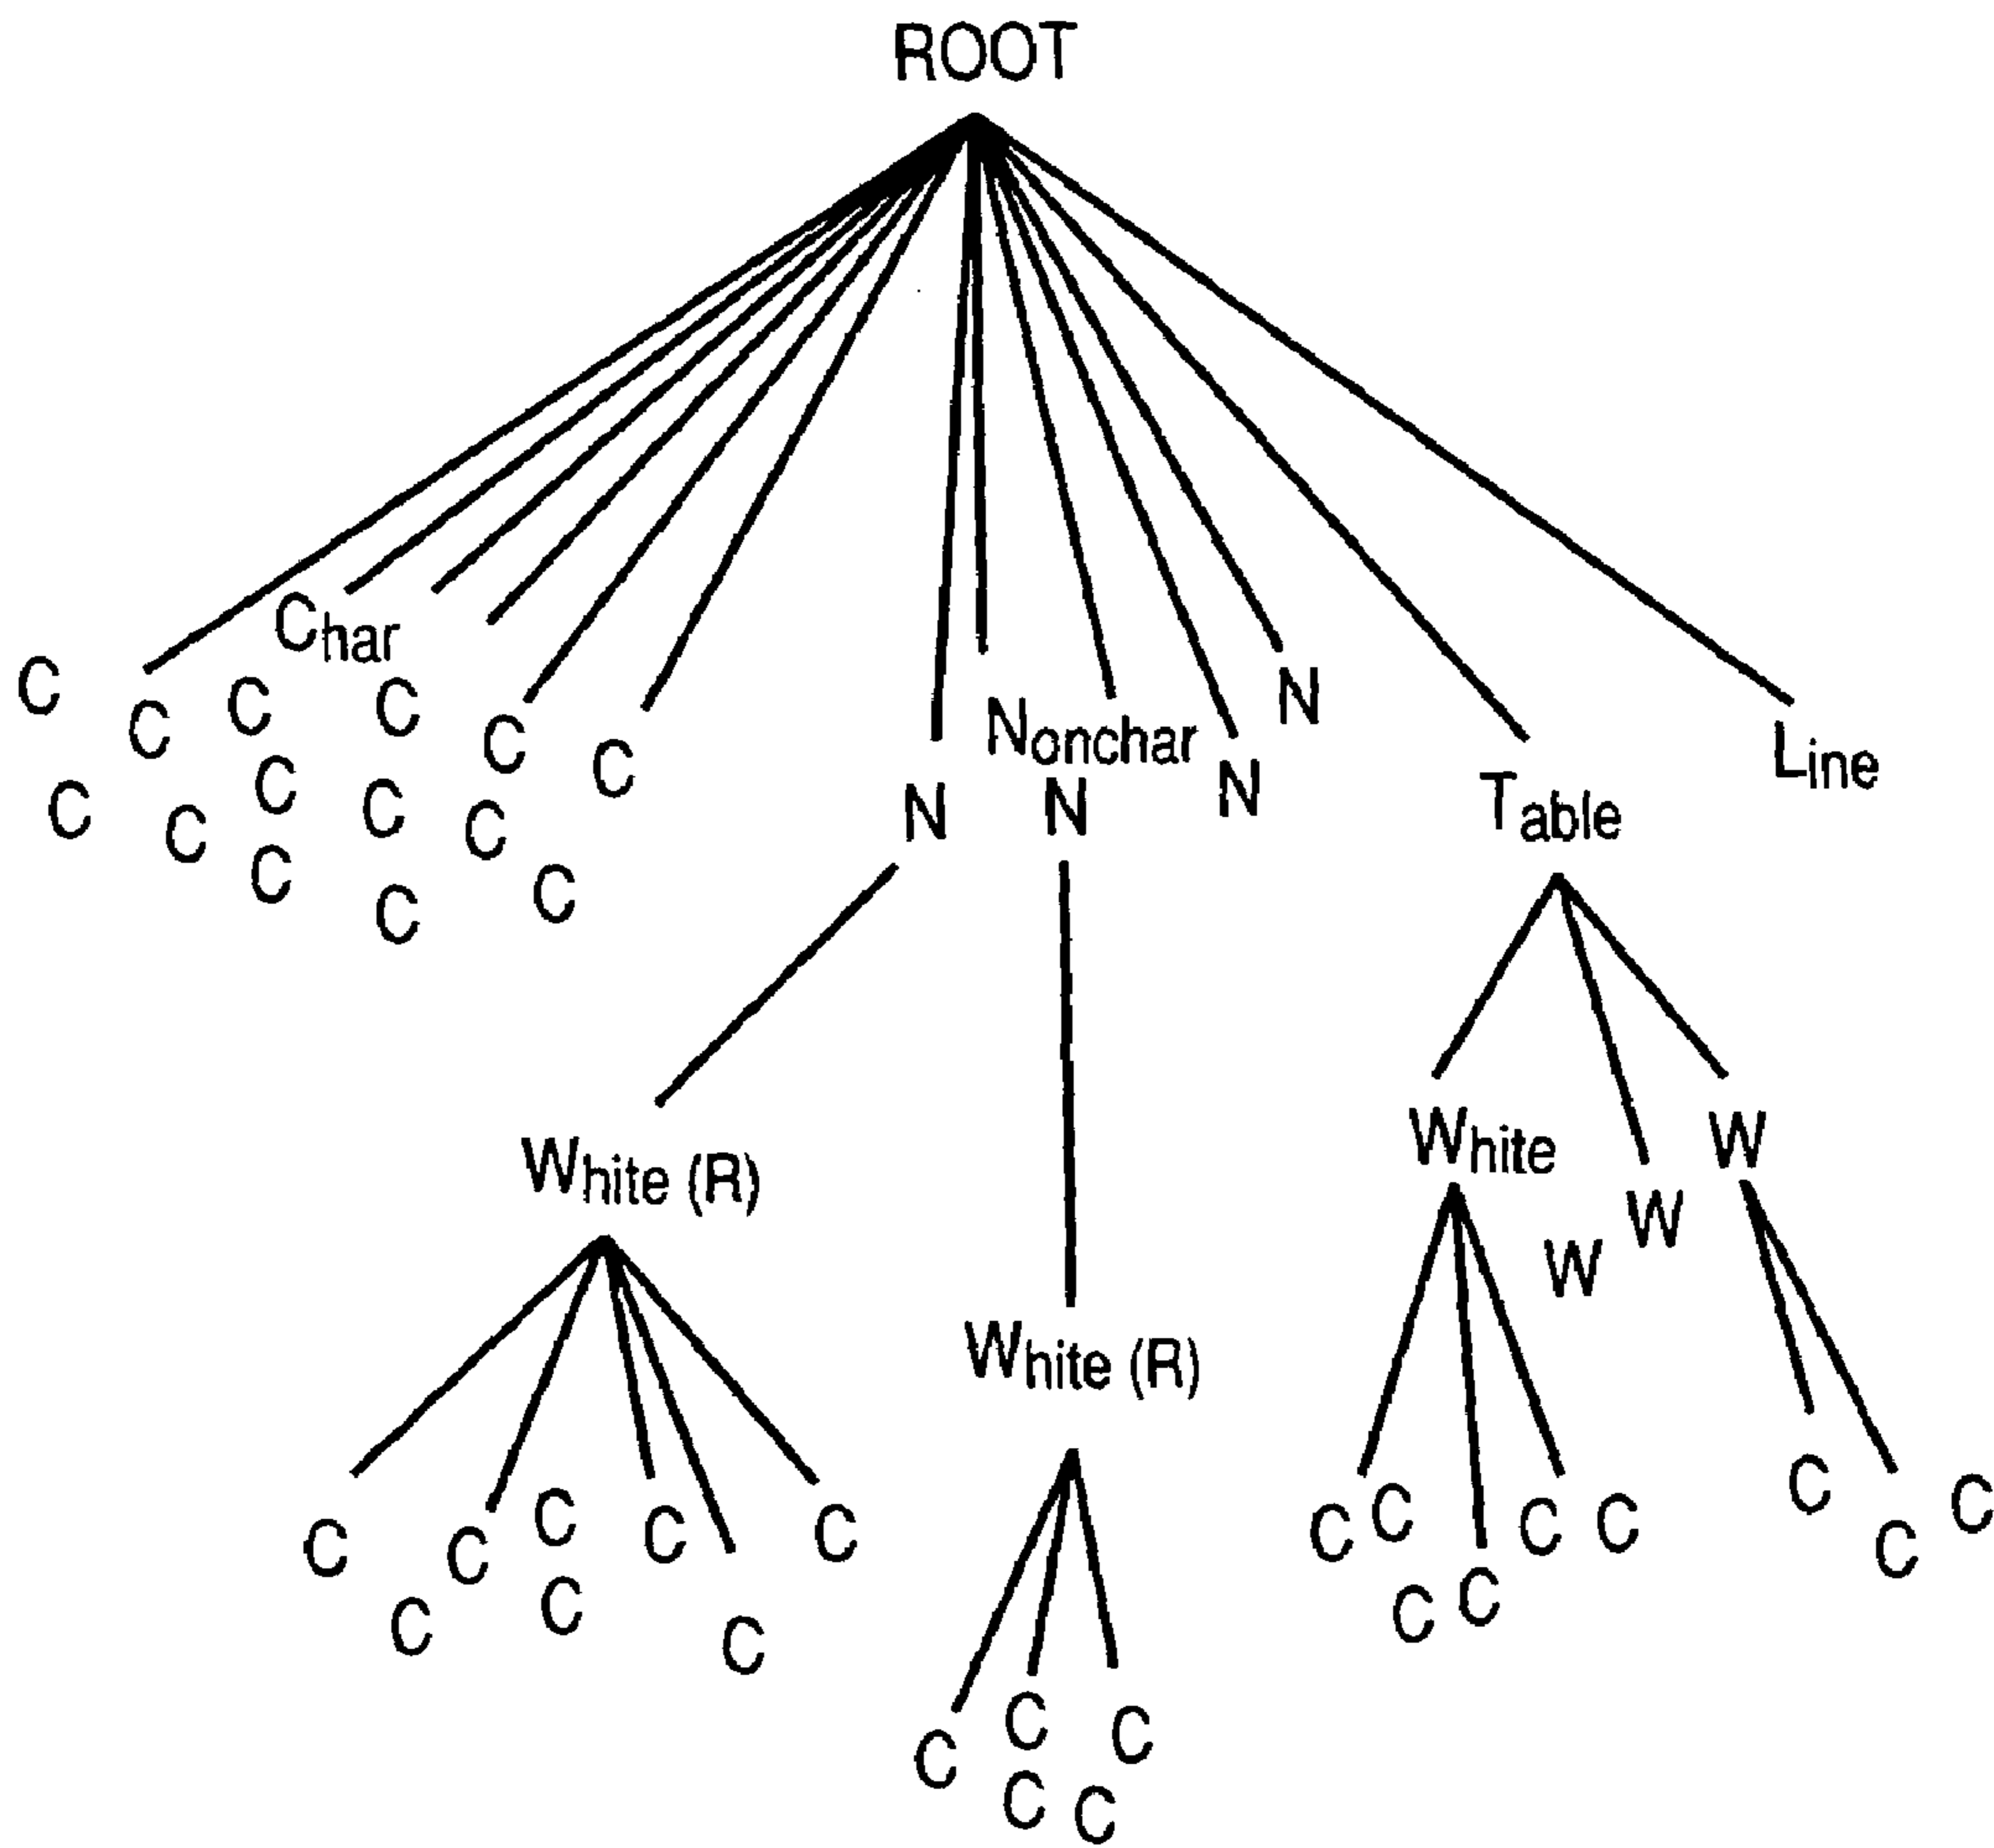 ROOT
Char
C C C C C C N Nonchar N Line
C C C C C C N N N Table
C C C
White (R) White W
W W
White (R)
C C C C C C C C C C C C
C C C C C C
C C C
C C